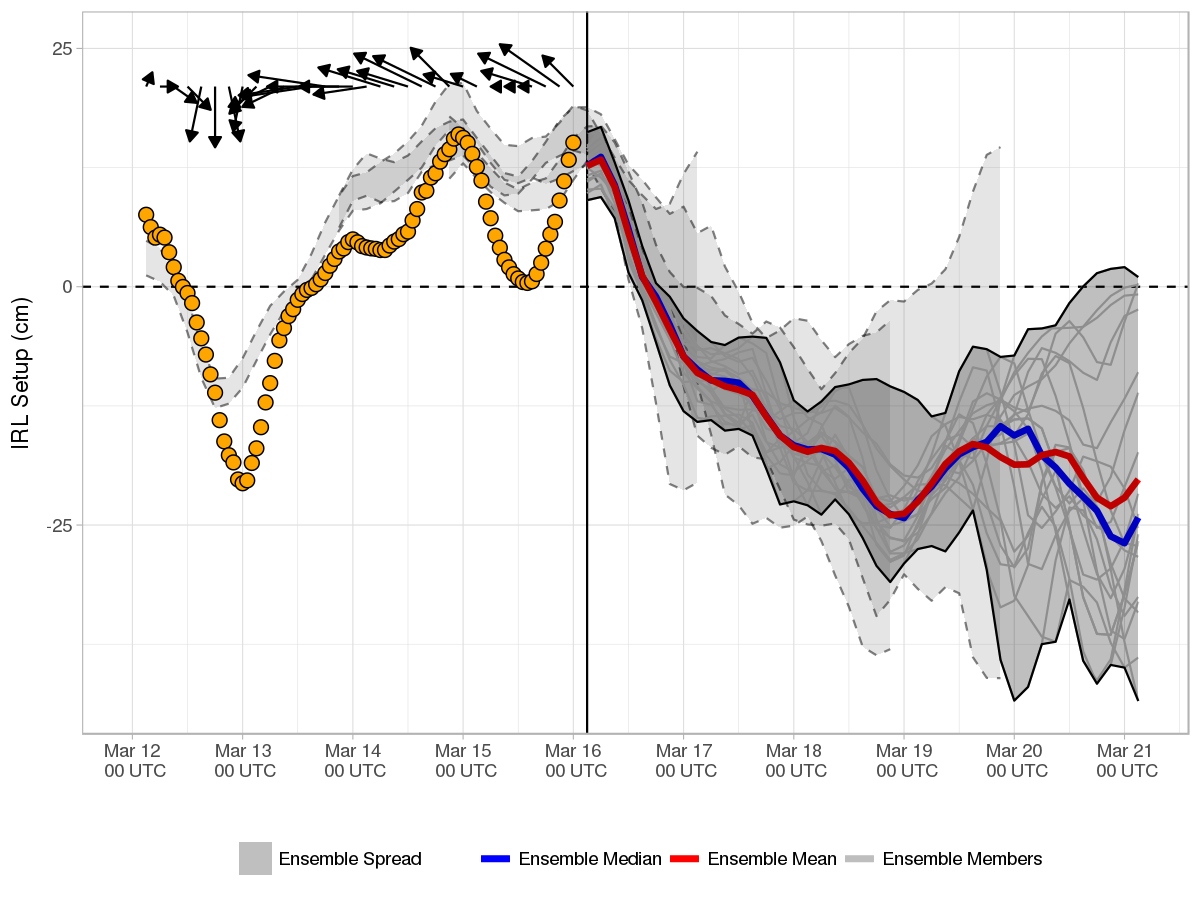 IRL Setup (cm)
25
0
-25
Mar 12 Mar 13 Mar 14 Mar 15 Mar 16 Mar 17 Mar 18 Mar 19 Mar 20 Mar 21
00 UTC 00 UTC 00 UTC 00 UTC 00 UTC 00 UTC 00 UTC 00 UTC 00 UTC 00 UTC
Ensemble Spread Ensemble Median Ensemble Mean Ensemble Members